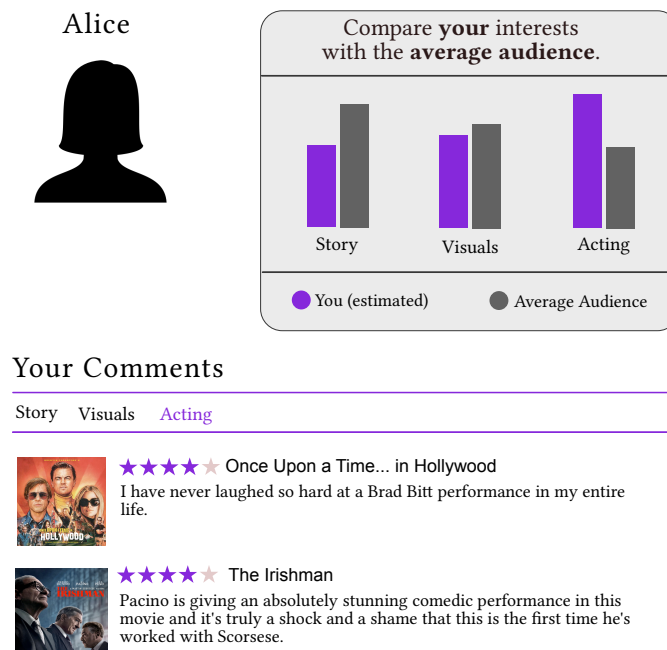 Alice
Compare your interests
with the average audience.
Story
Visuals
Acting
You (estimated)
Average Audience
Your Comments
Story Visuals Acting
Once Upon a Time... in Hollywood
I have never laughed so hard at a Brad Bitt performance in my entire
life.
HOLLYWOOD
The Irishman
Pacino is giving an absolutely stunning comedic performance in this
movie and it's truly a shock and a shame that this is the first time he's
worked with Scorsese.